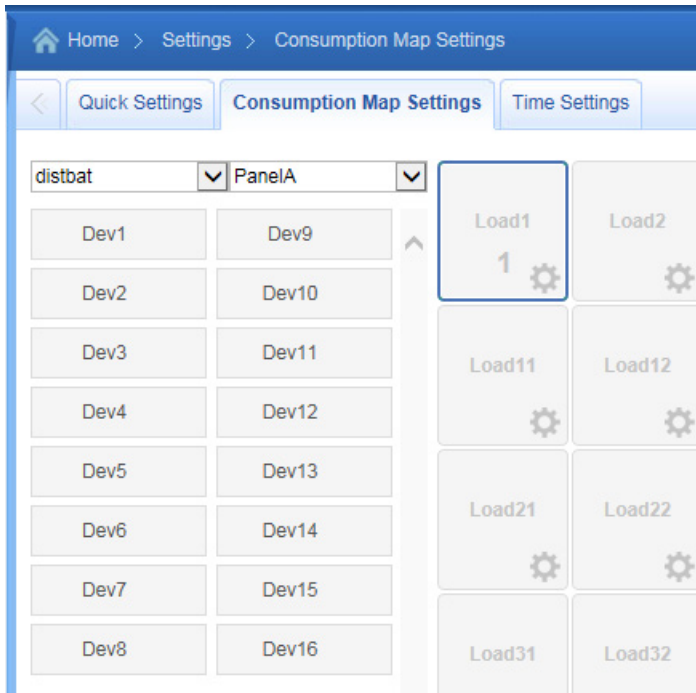 Home > Settings > Consumption Map Settings
Quick Settings Consumption Map Settings Time Settings
distbat PanelA
Dev1 Dev9
Dev2 Dev10
Dev3 Dev11
Dev4 Dev12
Dev5 Dev13
Dev6 Dev14
Dev7 Dev15
Dev8 Dev16
Load1 Load2
1
Load11 Load12
Load21 Load22
Load31 Load32